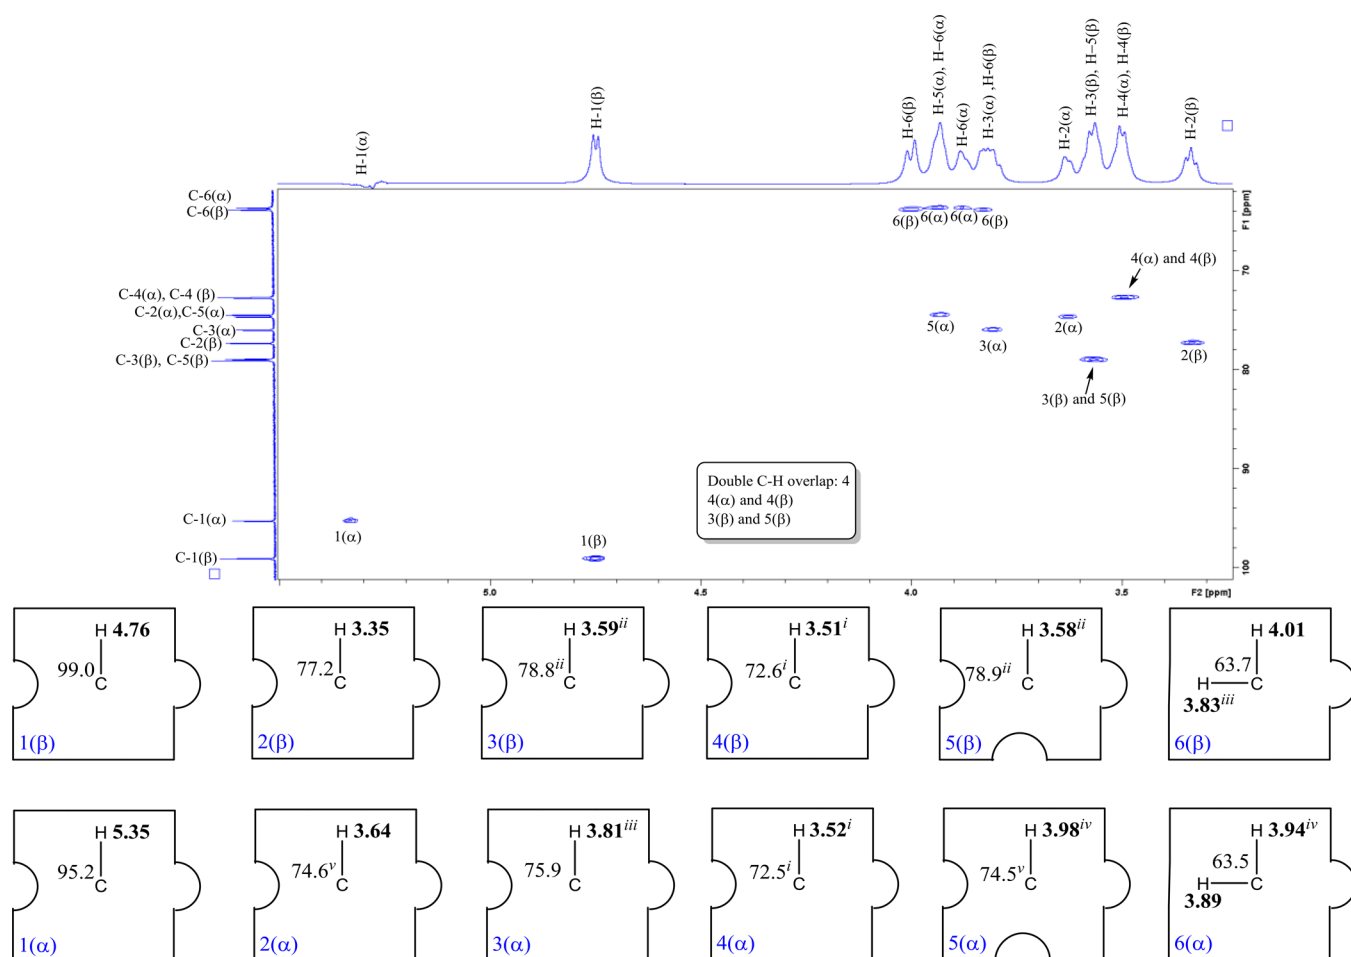 H-1(α)
H-1(β)
H-6(β)
H-5(α), H-6(α)
H-6(α)
H-3(α) ,H-6(β)
H-2(α)
H-3(β), H-5(β)
H-4(α), H-4(β)
H-2(β)
C-6(α)
C-6(β)
C-4(α), C-4 (β)
C-2(α),C-5(α)
C-3(α)
C-2(β)
C-3(β), C-5(β)
C-1(α)
C-1(β)
6(β) 6(α) 6(α) 6(β)
4(α) and 4(β)
5(α)
3(α)
2(α)
2(β)
3(β) and 5(β)
1(α)
1(β)
Double C-H overlap: 4
4(α) and 4(β)
3(β) and 5(β)
F1 [ppm]
70
80
90
100
5.0 4.5 4.0 3.5 F2 [ppm]
H 4.76
99.0
C
1(β)
H 3.35
77.2
C
2(β)
H 3.59ii
78.8ii
C
3(β)
H 3.51i
72.6i
C
4(β)
H 3.58ii
78.9ii
C
5(β)
H 4.01
63.7
H C
3.83iii
6(β)
H 5.35
95.2
C
1(α)
H 3.64
74.6v
C
2(α)
H 3.81iii
75.9
C
3(α)
H 3.52i
72.5i
C
4(α)
H 3.98iv
74.5v
C
5(α)
H 3.94iv
63.5
H C
3.89
6(α)